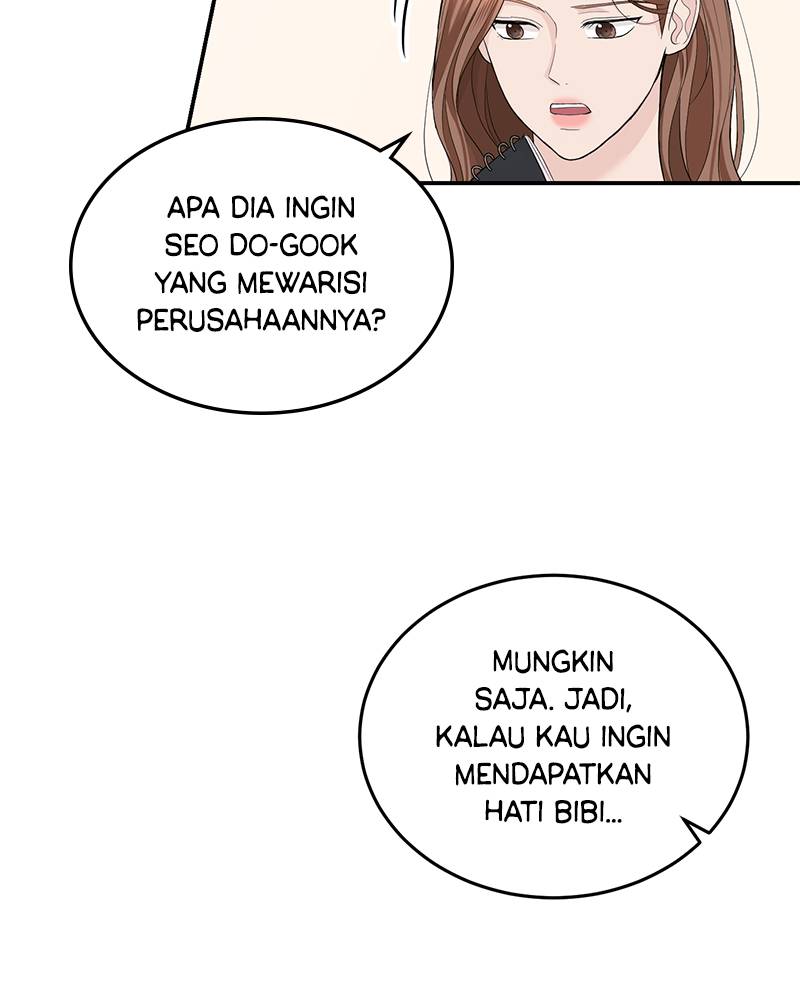 APA DIA INGIN
SEO DO-GOOK
YANG MEWARISI
PERUSAHAANNYA?
MUNGKIN
SAJA. JADI,
KALAU KAU INGIN
MENDAPATKAN
HATI BIBI...